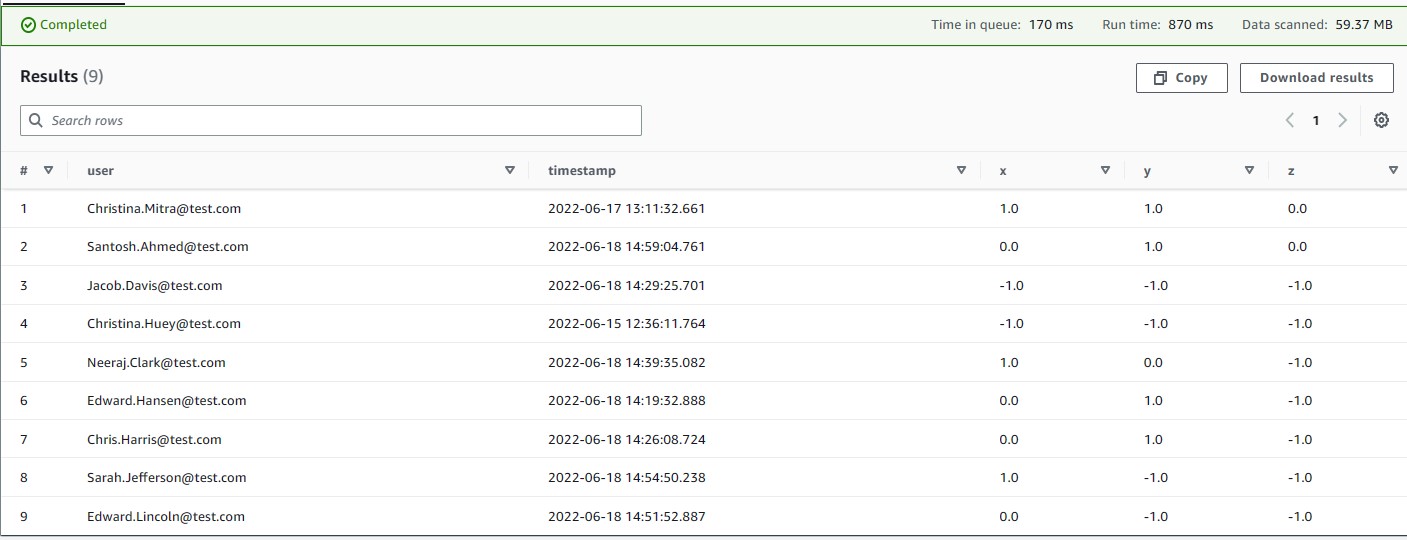 Completed Time in queue: 170 ms Run time: 870 ms Data scanned: 59.37 MB
Results (9) Copy Download results
Search rows 1
# user timestamp x y z
1 Christina.Mitra@test.com 2022-06-17 13:11:32.661 1.0 1.0 0.0
2 Santosh.Ahmed@test.com 2022-06-18 14:59:04.761 0.0 1.0 0.0
3 Jacob.Davis@test.com 2022-06-18 14:29:25.701 -1.0 -1.0 -1.0
4 Christina.Huey@test.com 2022-06-15 12:36:11.764 -1.0 -1.0 -1.0
5 Neeraj.Clark@test.com 2022-06-18 14:39:35.082 1.0 0.0 -1.0
6 Edward.Hansen@test.com 2022-06-18 14:19:32.888 0.0 1.0 -1.0
7 Chris.Harris@test.com 2022-06-18 14:26:08.724 0.0 1.0 -1.0
8 Sarah.Jefferson@test.com 2022-06-18 14:54:50.238 1.0 -1.0 -1.0
9 Edward.Lincoln@test.com 2022-06-18 14:51:52.887 0.0 -1.0 -1.0